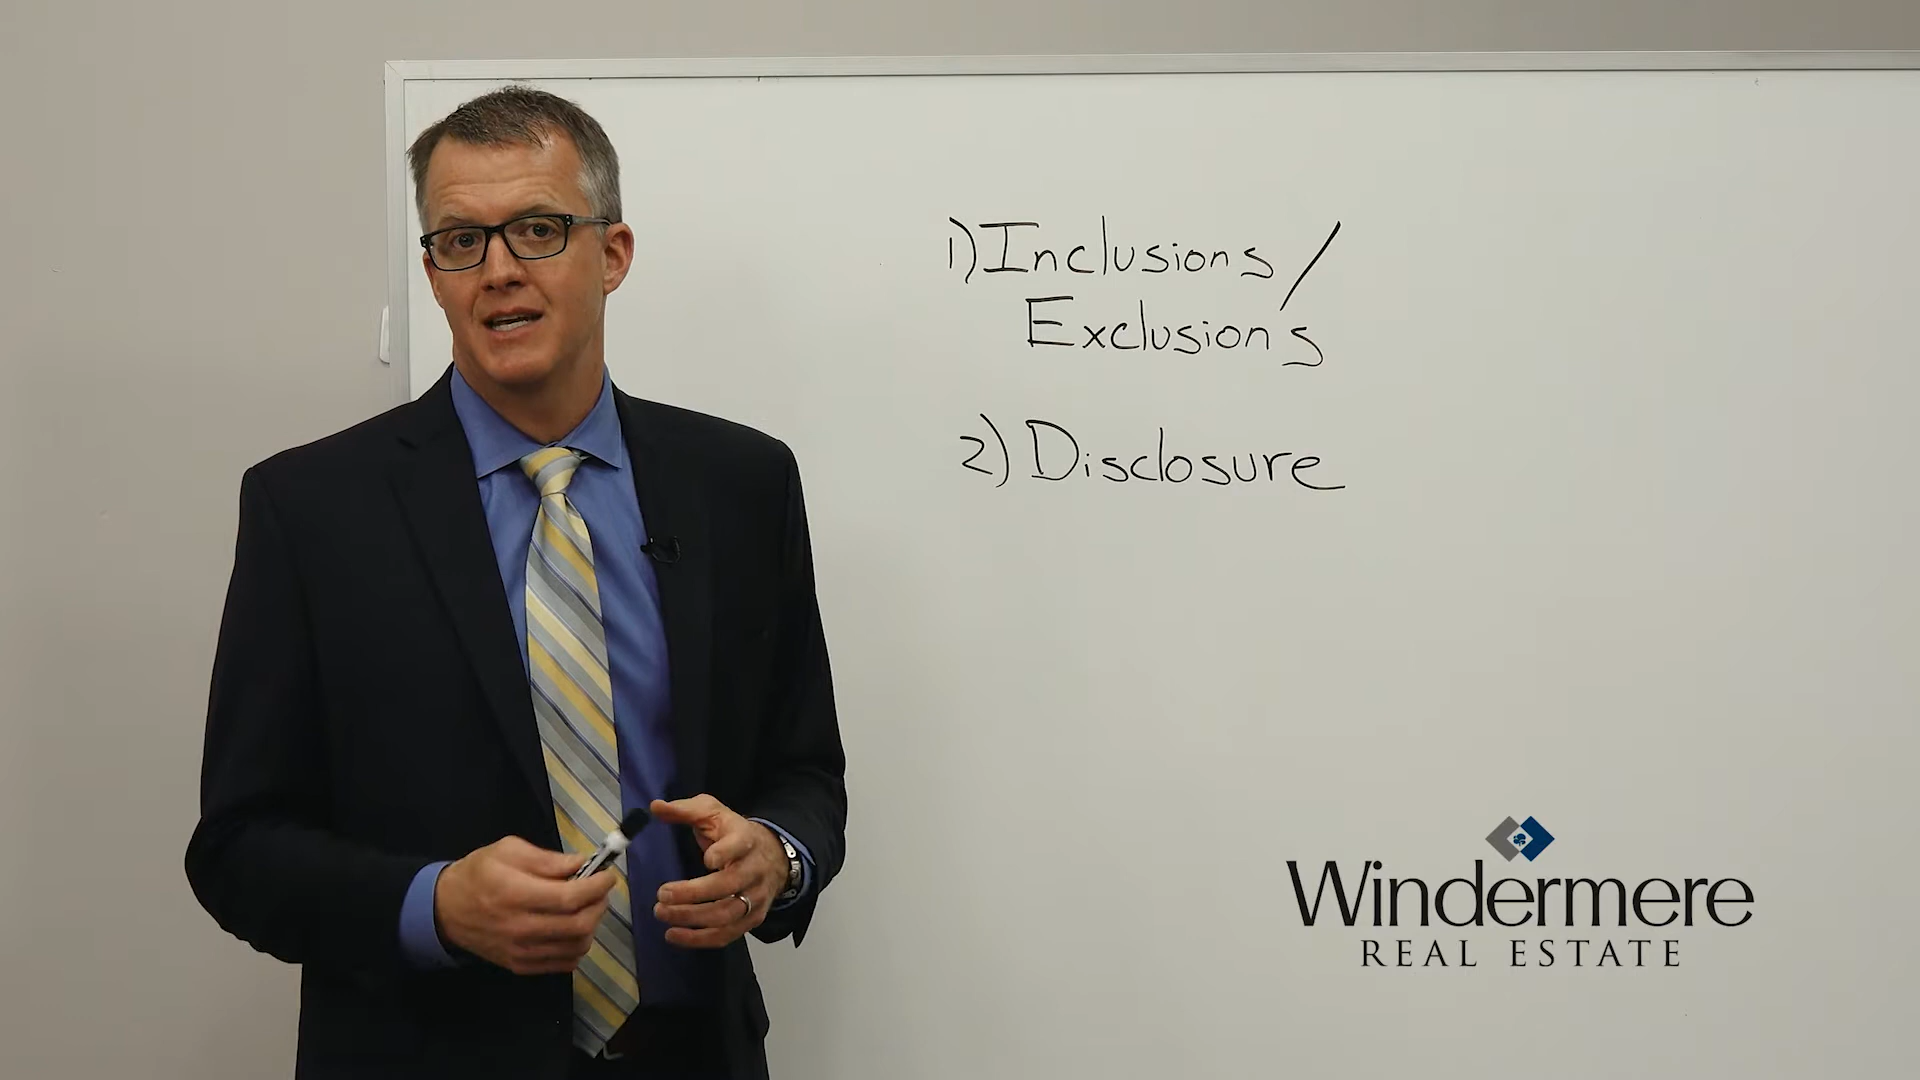 1) Inclusions /
Exclusions
2) Disclosure
Windermere
REAL ESTATE